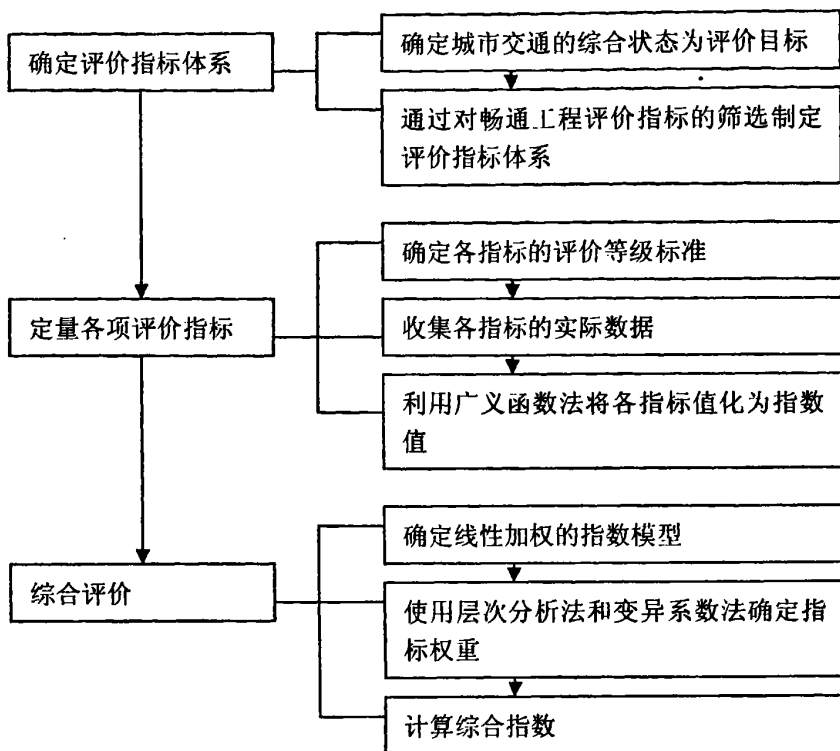 确定评价指标体系
确定城市交通的综合状态为评价目标
通过对畅通工程评价指标的筛选制定
评价指标体系
定量各项评价指标
确定各指标的评价等级标准
收集各指标的实际数据
利用广义函数法将各指标值化为指数
值
综合评价
确定线性加权的指数模型
使用层次分析法和变异系数法确定指
标权重
计算综合指数